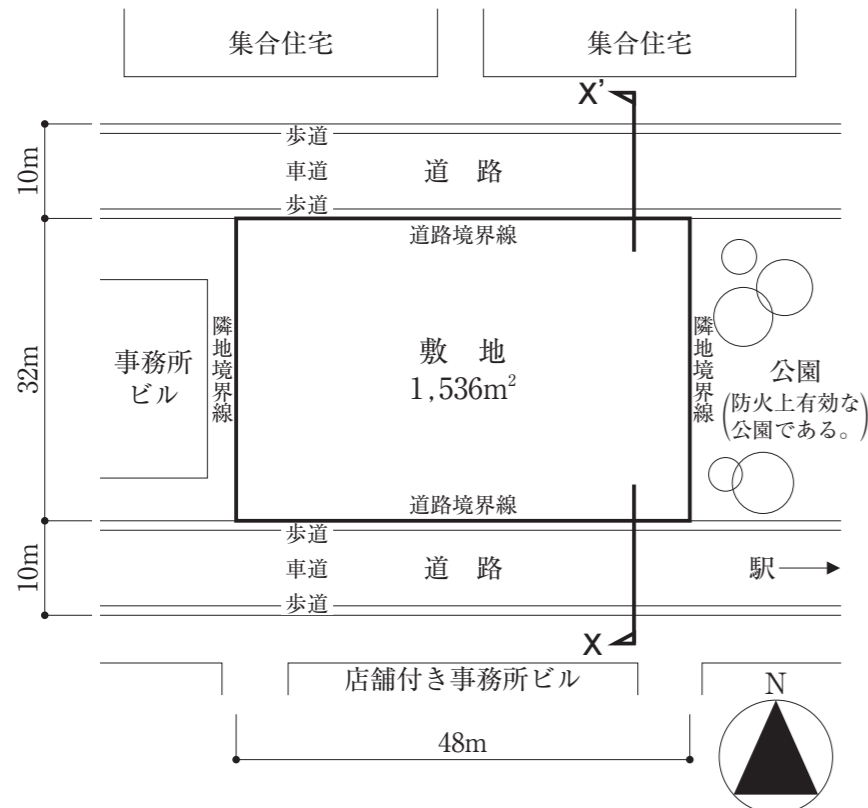 集合住宅
集合住宅
X’
10m
歩道
車道
道 路
歩道
道路境界線
32m
事務所
ビル
隣地境界線
敷 地
1,536m²
隣地境界線
公園
(防火上有効な
公園である。)
道路境界線
10m
歩道
車道
道 路
歩道
駅
X
店舗付き事務所ビル
N
48m